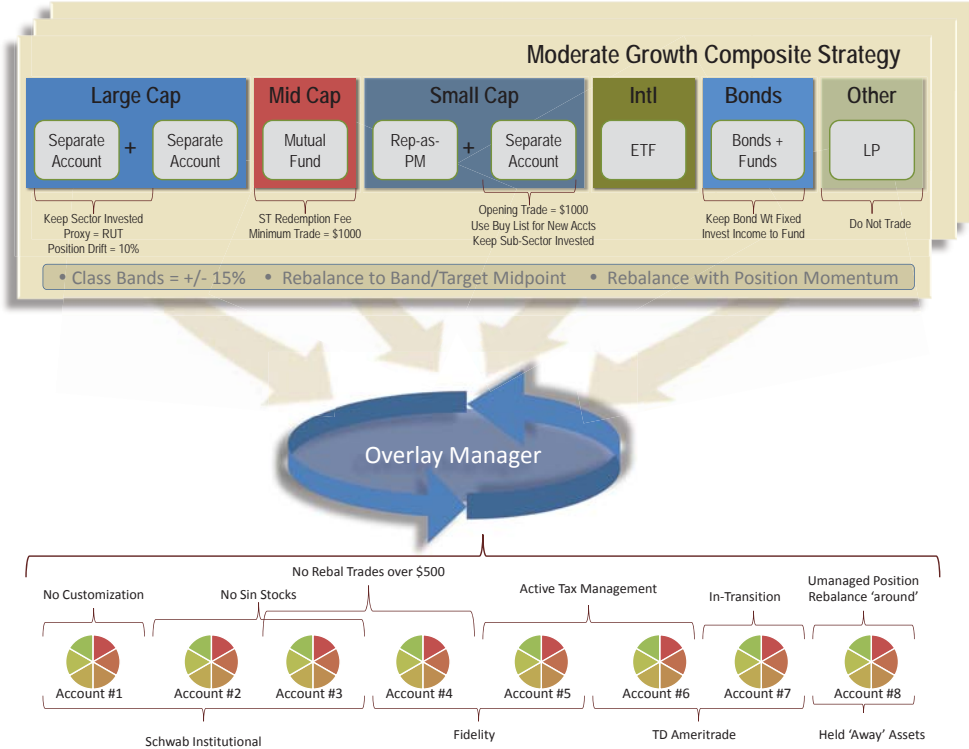 Moderate Growth Composite Strategy
Large Cap
Mid Cap
Small Cap
Intl
Bonds
Other
Separate
Account
+
Separate
Account
Mutual
Fund
Rep-as-
PM
+
Separate
Account
ETF
Bonds +
Funds
LP
Keep Sector Invested
Proxy = RUT
Position Drift = 10%
ST Redemption Fee
Minimum Trade = $1000
Opening Trade = $1000
Use Buy List for New Accts
Keep Sub-Sector Invested
Keep Bond Wt Fixed
Invest Income to Fund
Do Not Trade
• Class Bands = +/- 15% • Rebalance to Band/Target Midpoint • Rebalance with Position Momentum
Overlay Manager
No Rebal Trades over $500
No Customization
No Sin Stocks
Active Tax Management
In-Transition
Umanaged Position
Rebalance ‘around’
Account #1
Account #2
Account #3
Account #4
Account #5
Account #6
Account #7
Account #8
Schwab Institutional
Fidelity
TD Ameritrade
Held ‘Away’ Assets